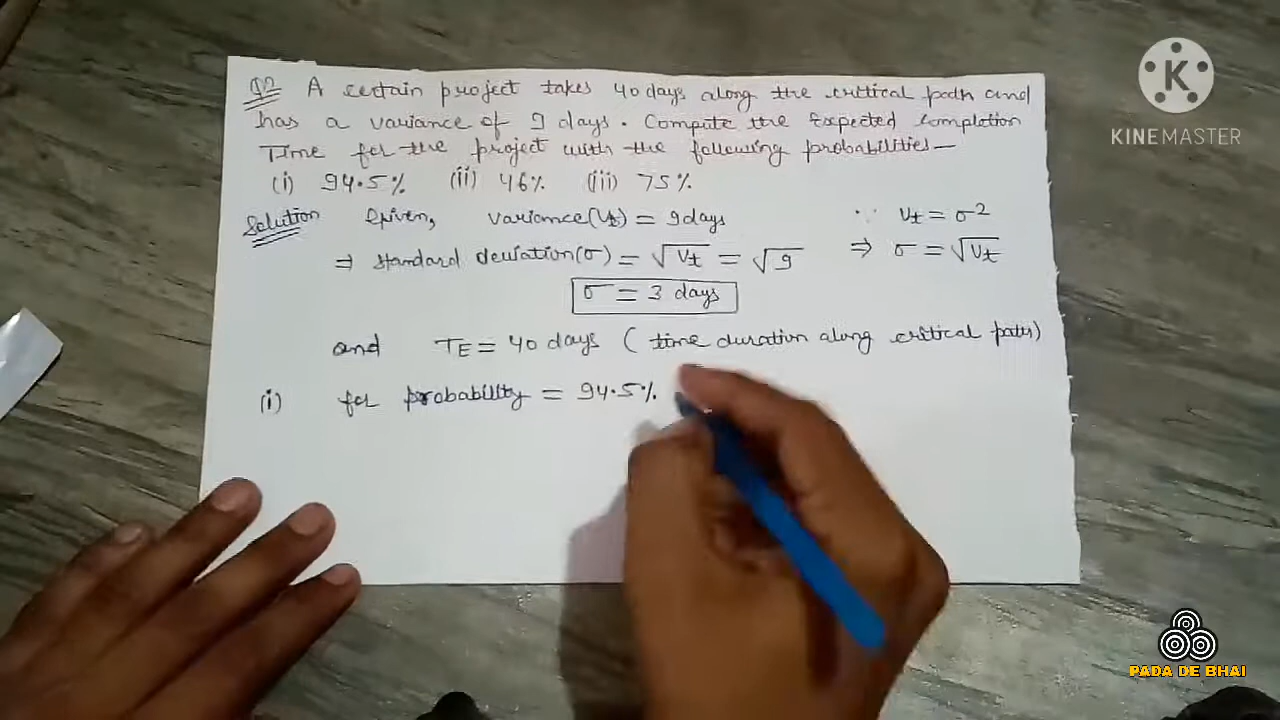 Q2 A certain project takes 40 days along the critical path and
has a variance of 9 days. Compute the Expected completion
Time for the project with the following probabilities—
(i) 94.5% (ii) 46% (iii) 75%
Solution Given, variance(Vt) = 9 days ∵ Vt = σ²
⇒ standard deviation(σ) = √Vt = √9 ⇒ σ = √Vt
σ = 3 days
and TE = 40 days (time duration along critical path)
(i) for probability = 94.5%
K
KINEMASTER
PADA DE BHAI